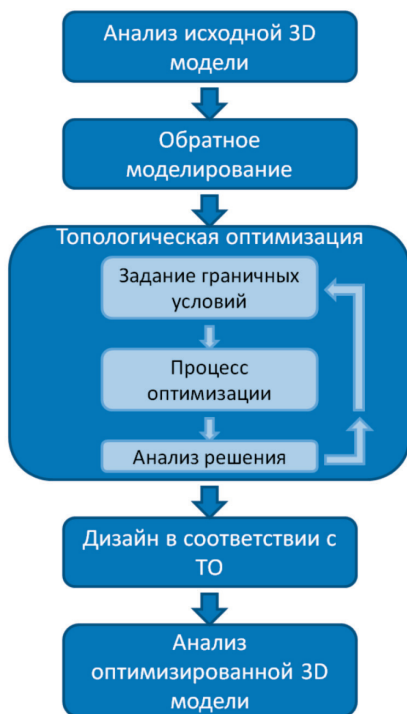 Анализ исходной 3D
модели
Обратное
моделирование
Топологическая оптимизация
Задание граничных
условий
Процесс
оптимизации
Анализ решения
Дизайн в соответствии с
ТО
Анализ
оптимизированной 3D
модели